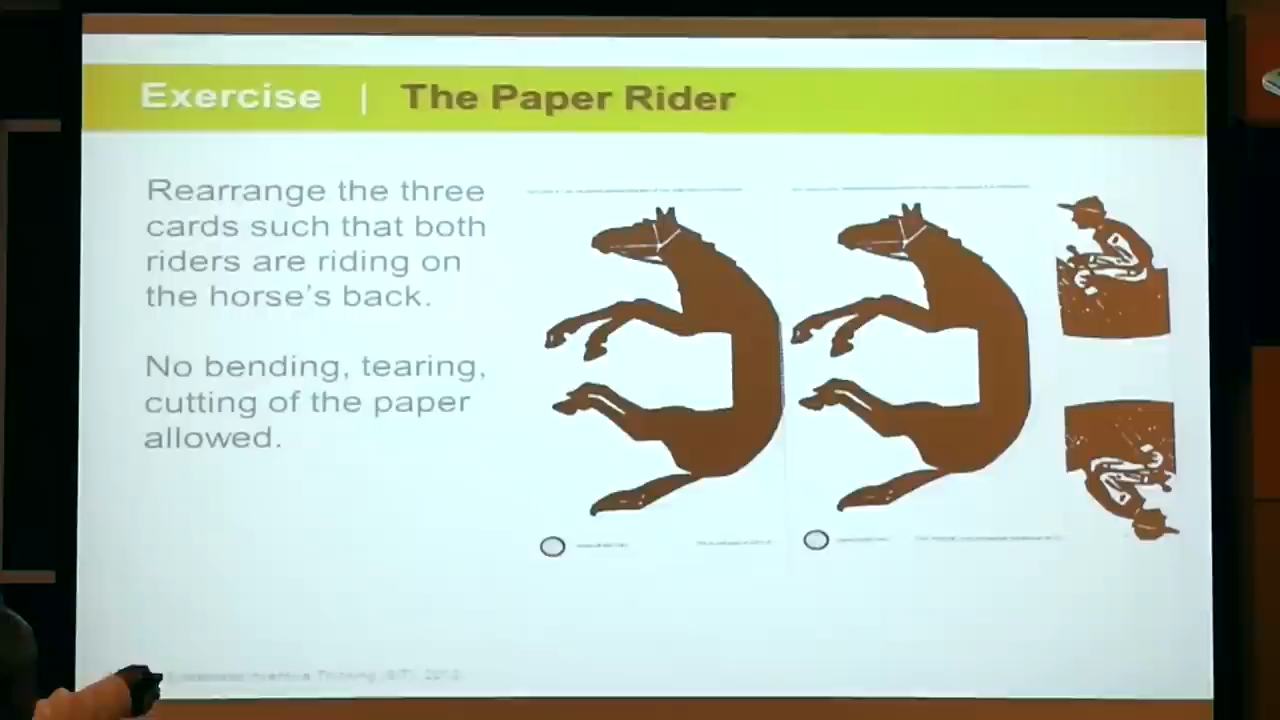 Exercise | The Paper Rider
Rearrange the three
cards such that both
riders are riding on
the horse's back.
No bending, tearing,
cutting of the paper
allowed.